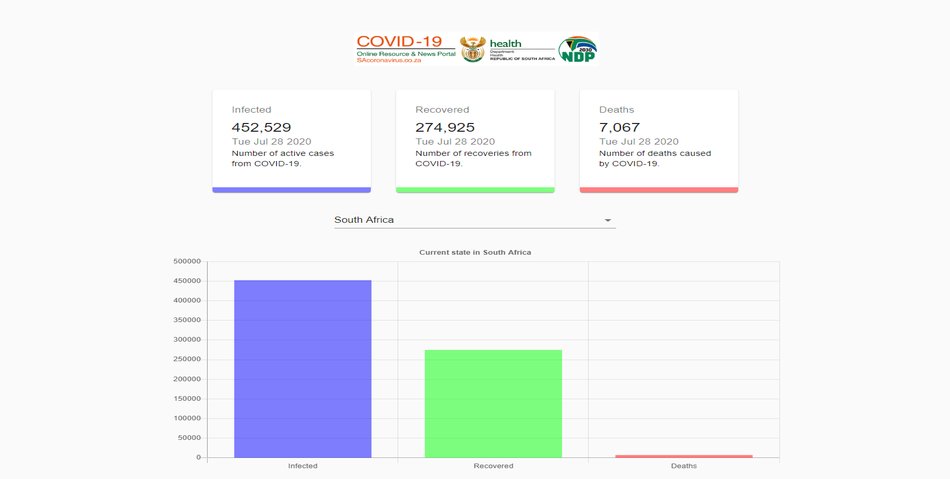 COVID-19
Online Resource & News Portal
SAcoronavirus.co.za
health
Department:
Health
REPUBLIC OF SOUTH AFRICA
2030
NDP
Infected
452,529
Tue Jul 28 2020
Number of active cases
from COVID-19.
Recovered
274,925
Tue Jul 28 2020
Number of recoveries from
COVID-19.
Deaths
7,067
Tue Jul 28 2020
Number of deaths caused
by COVID-19.
South Africa
Current state in South Africa
500000
450000
400000
350000
300000
250000
200000
150000
100000
50000
0
Infected
Recovered
Deaths